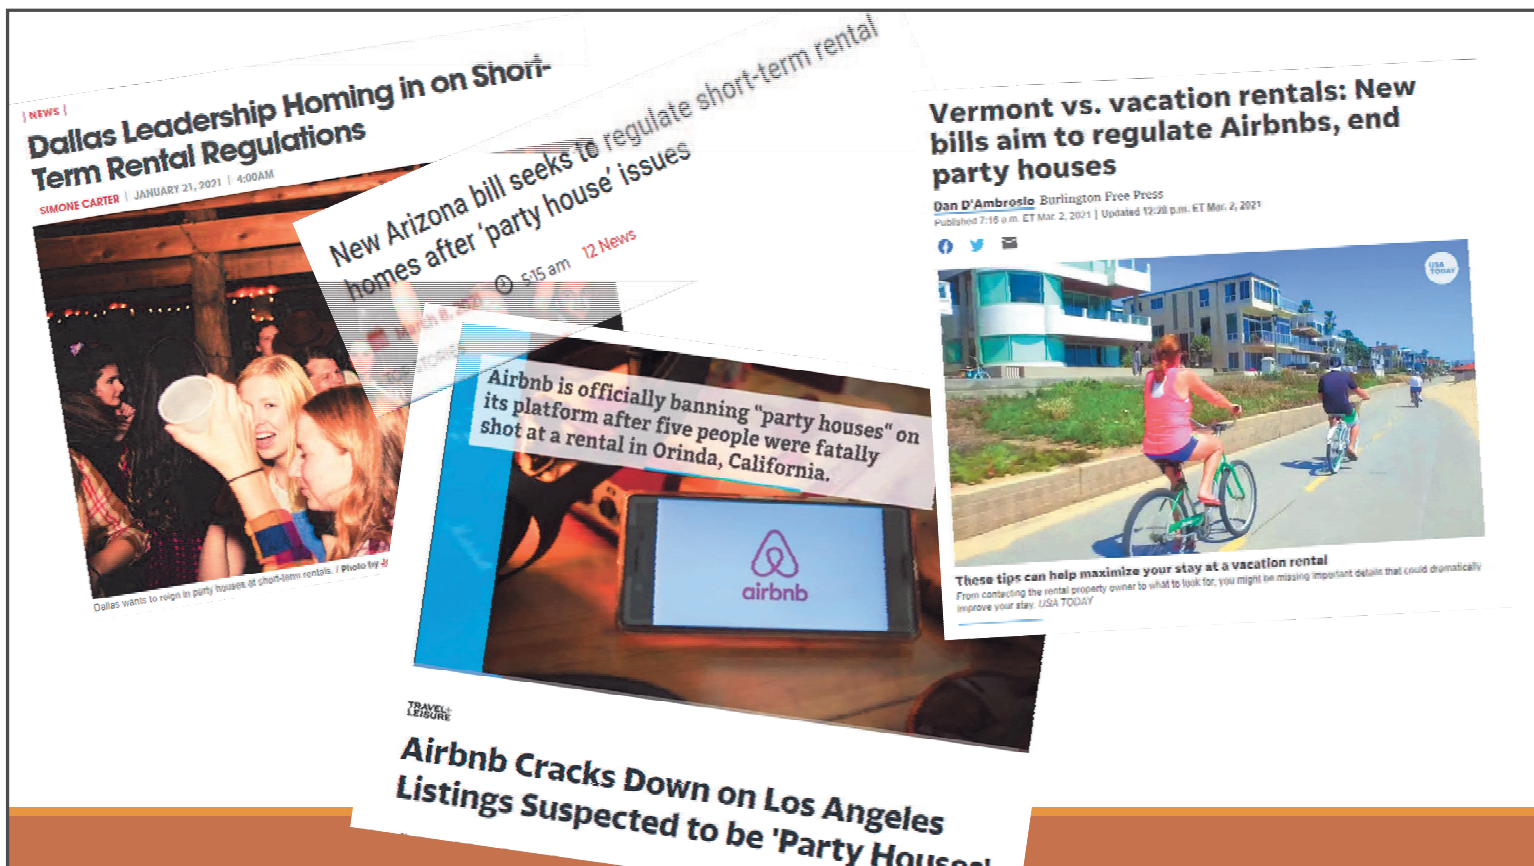 | NEWS |
Dallas Leadership Homing in on Short-
Term Rental Regulations
SIMONE CARTER | JANUARY 21, 2021 | 4:00AM
Dallas wants to reign in party houses at short-term rentals. / Photo by
New Arizona bill seeks to regulate short-term rental
homes after 'party house' issues
5:15 am 12 News
March 8, 2021
Airbnb is officially banning "party houses" on
its platform after five people were fatally
shot at a rental in Orinda, California.
airbnb
TRAVEL+
LEISURE
Airbnb Cracks Down on Los Angeles
Listings Suspected to be 'Party Houses'
Vermont vs. vacation rentals: New
bills aim to regulate Airbnbs, end
party houses
Dan D'Ambrosio Burlington Free Press
Published 7:16 a.m. ET Mar. 2, 2021 | Updated 12:28 p.m. ET Mar. 2, 2021
USA
TODAY
These tips can help maximize your stay at a vacation rental
From contacting the rental property owner to what to look for, you might be missing important details that could dramatically
improve your stay. USA TODAY